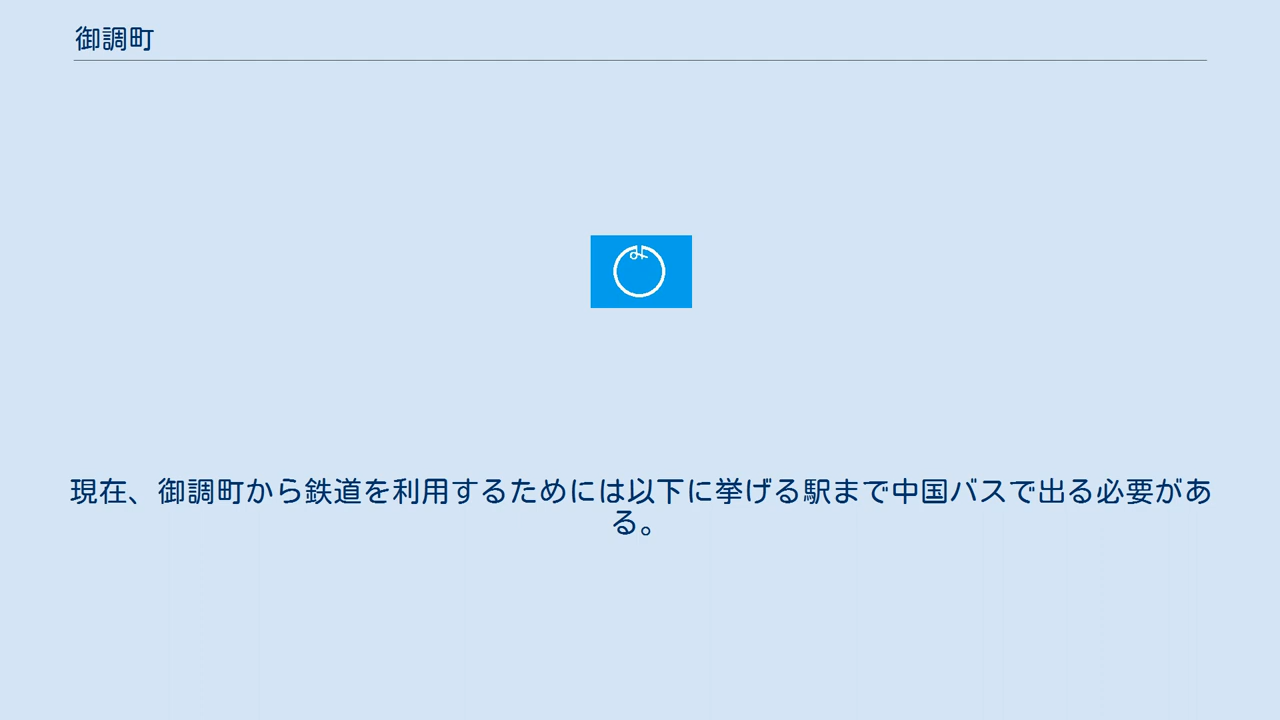 御調町
現在、御調町から鉄道を利用するためには以下に挙げる駅まで中国バスで出る必要があ
る。